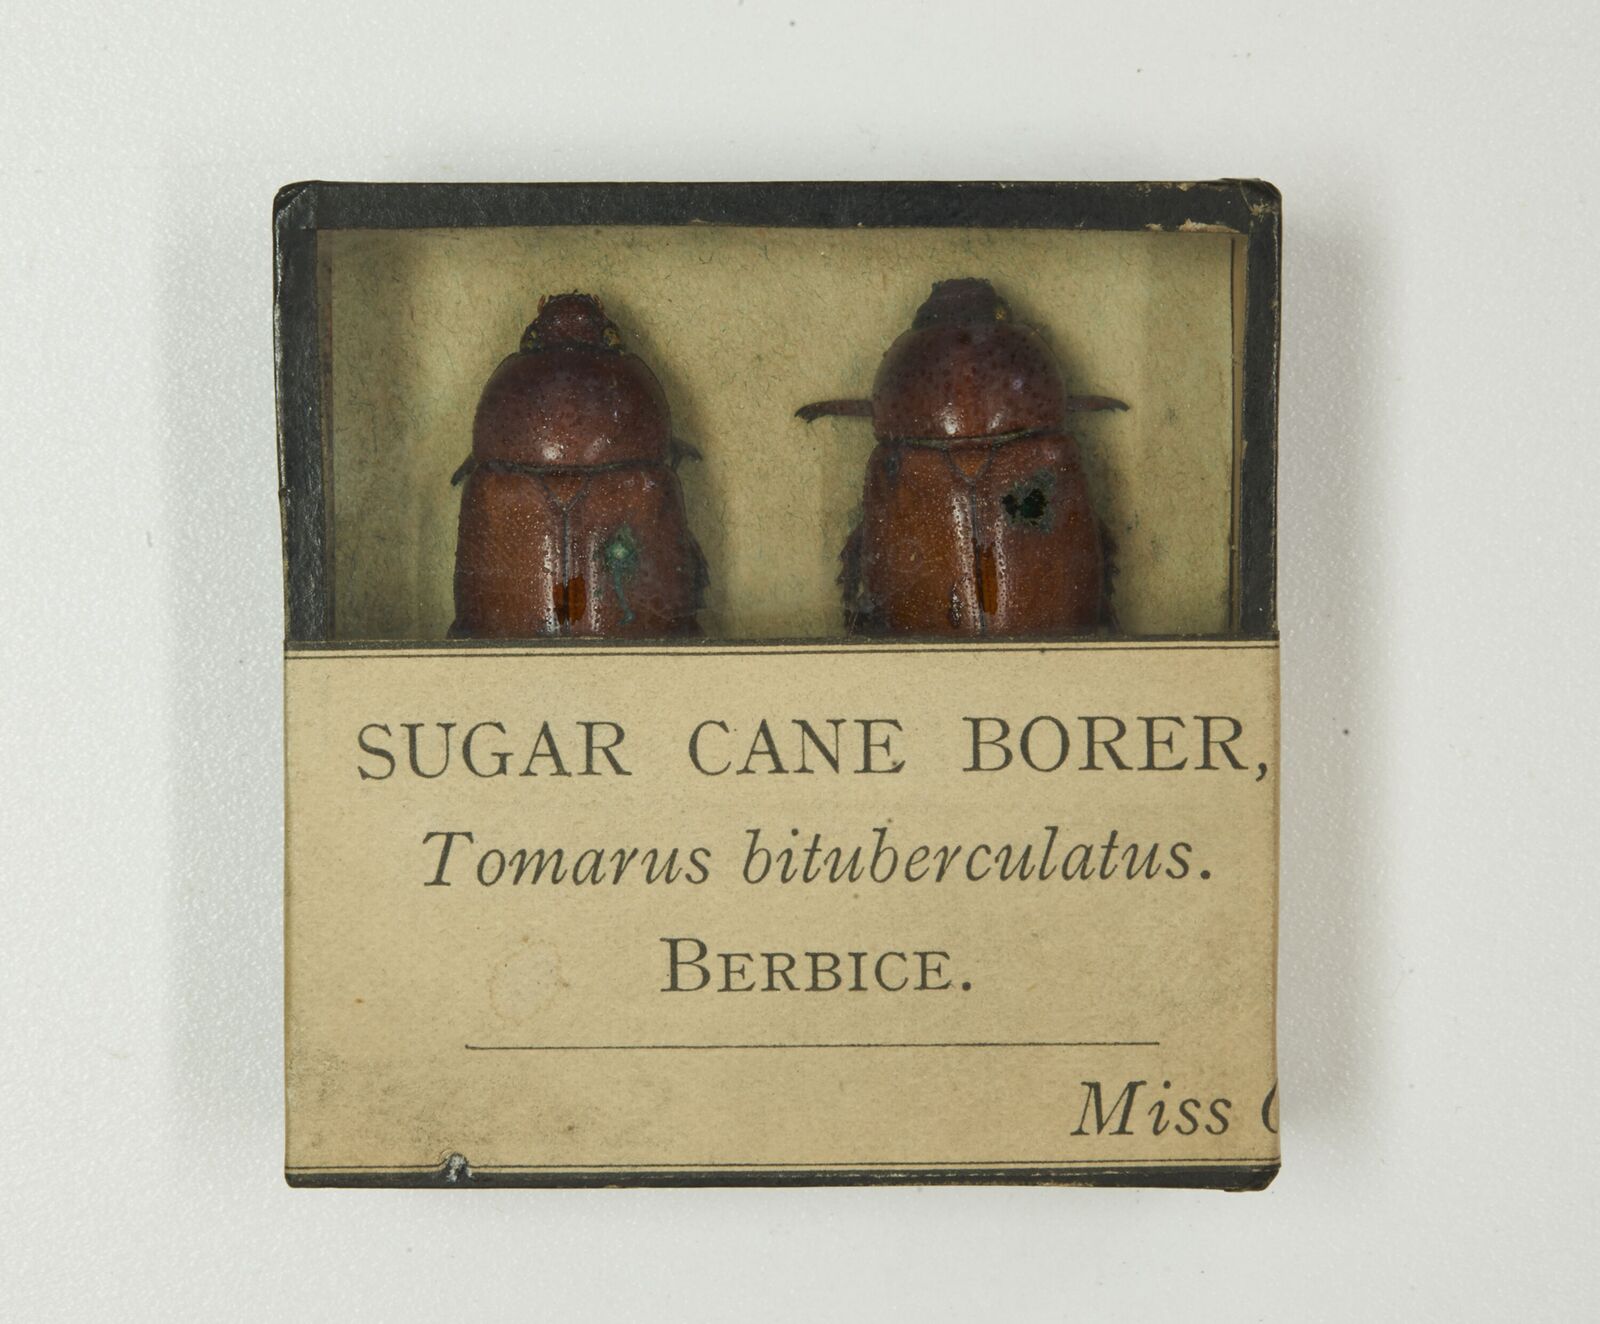 SUGAR CANE BORER,
Tomarus bituberculatus.
BERBICE.
Miss